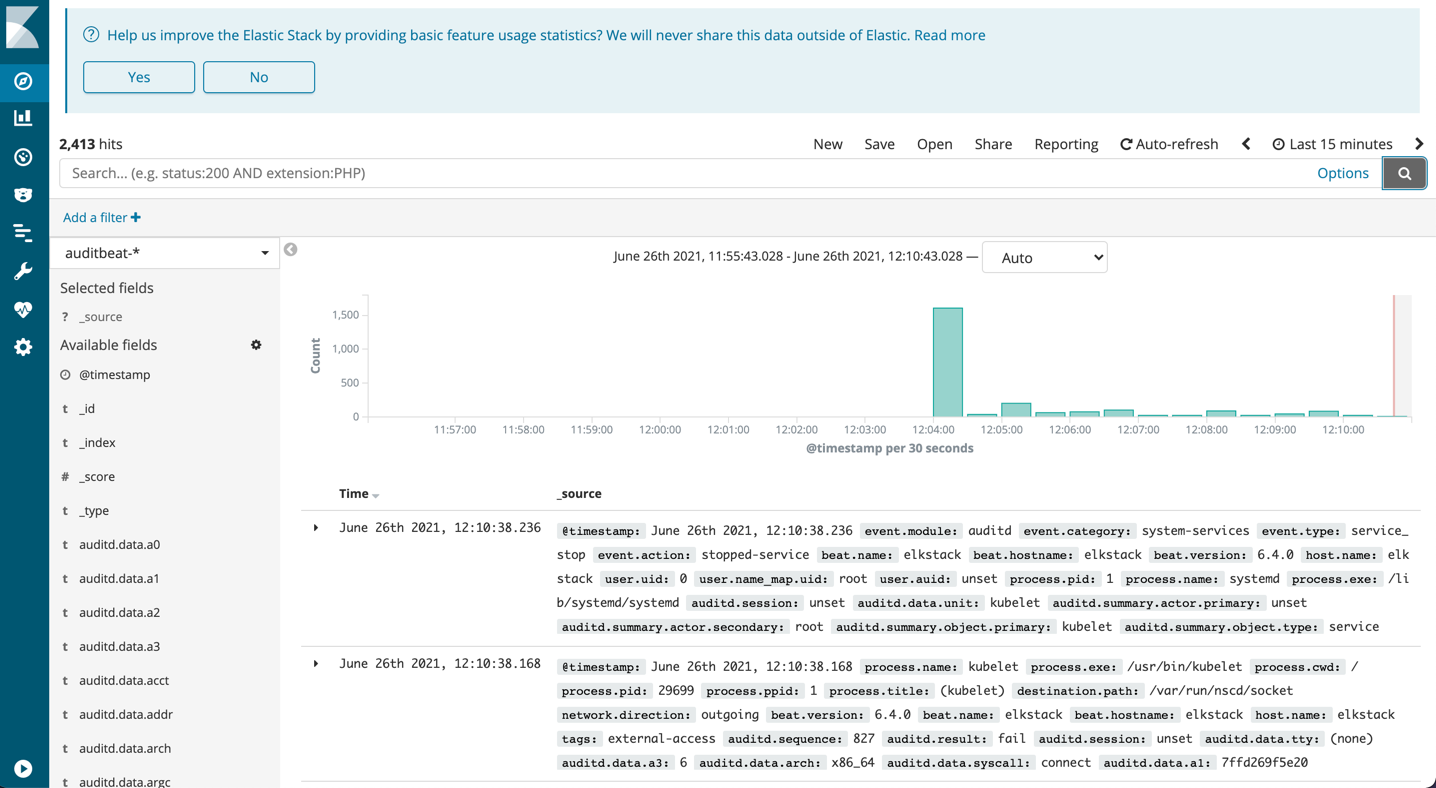 Help us improve the Elastic Stack by providing basic feature usage statistics? We will never share this data outside of Elastic. Read more
Yes
No
2,413 hits
New
Save
Open
Share
Reporting
Auto-refresh
Last 15 minutes
Search... (e.g. status:200 AND extension:PHP)
Options
Add a filter
auditbeat-*
Selected fields
? _source
Available fields
@timestamp
t _id
t _index
# _score
t _type
t auditd.data.a0
t auditd.data.a1
t auditd.data.a2
t auditd.data.a3
t auditd.data.acct
t auditd.data.addr
t auditd.data.arch
t auditd.data.argc
June 26th 2021, 11:55:43.028 - June 26th 2021, 12:10:43.028 —
Auto
Count
1,500
1,000
500
0
11:57:00
11:58:00
11:59:00
12:00:00
12:01:00
12:02:00
12:03:00
12:04:00
12:05:00
12:06:00
12:07:00
12:08:00
12:09:00
12:10:00
@timestamp per 30 seconds
Time
_source
June 26th 2021, 12:10:38.236
@timestamp: June 26th 2021, 12:10:38.236 event.module: auditd event.category: system-services event.type: service_
stop event.action: stopped-service beat.name: elkstack beat.hostname: elkstack beat.version: 6.4.0 host.name: elk
stack user.uid: 0 user.name_map.uid: root user.auid: unset process.pid: 1 process.name: systemd process.exe: /li
b/systemd/systemd auditd.session: unset auditd.data.unit: kubelet auditd.summary.actor.primary: unset
auditd.summary.actor.secondary: root auditd.summary.object.primary: kubelet auditd.summary.object.type: service
June 26th 2021, 12:10:38.168
@timestamp: June 26th 2021, 12:10:38.168 process.name: kubelet process.exe: /usr/bin/kubelet process.cwd: /
process.pid: 29699 process.ppid: 1 process.title: (kubelet) destination.path: /var/run/nscd/socket
network.direction: outgoing beat.version: 6.4.0 beat.name: elkstack beat.hostname: elkstack host.name: elkstack
tags: external-access auditd.sequence: 827 auditd.result: fail auditd.session: unset auditd.data.tty: (none)
auditd.data.a3: 6 auditd.data.arch: x86_64 auditd.data.syscall: connect auditd.data.a1: 7ffd269f5e20